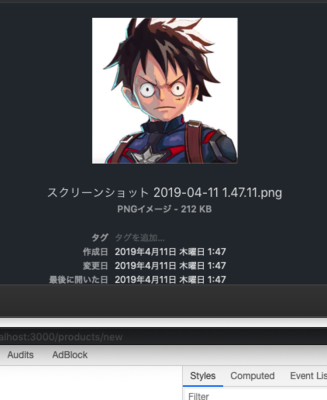 スクリーンショット 2019-04-11 1.47.11.png
PNGイメージ - 212 KB
タグ タグを追加...
作成日 2019年4月11日 木曜日 1:47
変更日 2019年4月11日 木曜日 1:47
最後に開いた日 2019年4月11日 木曜日 1:47
alhost:3000/products/new
Audits AdBlock
Styles Computed Event Lis
Filter